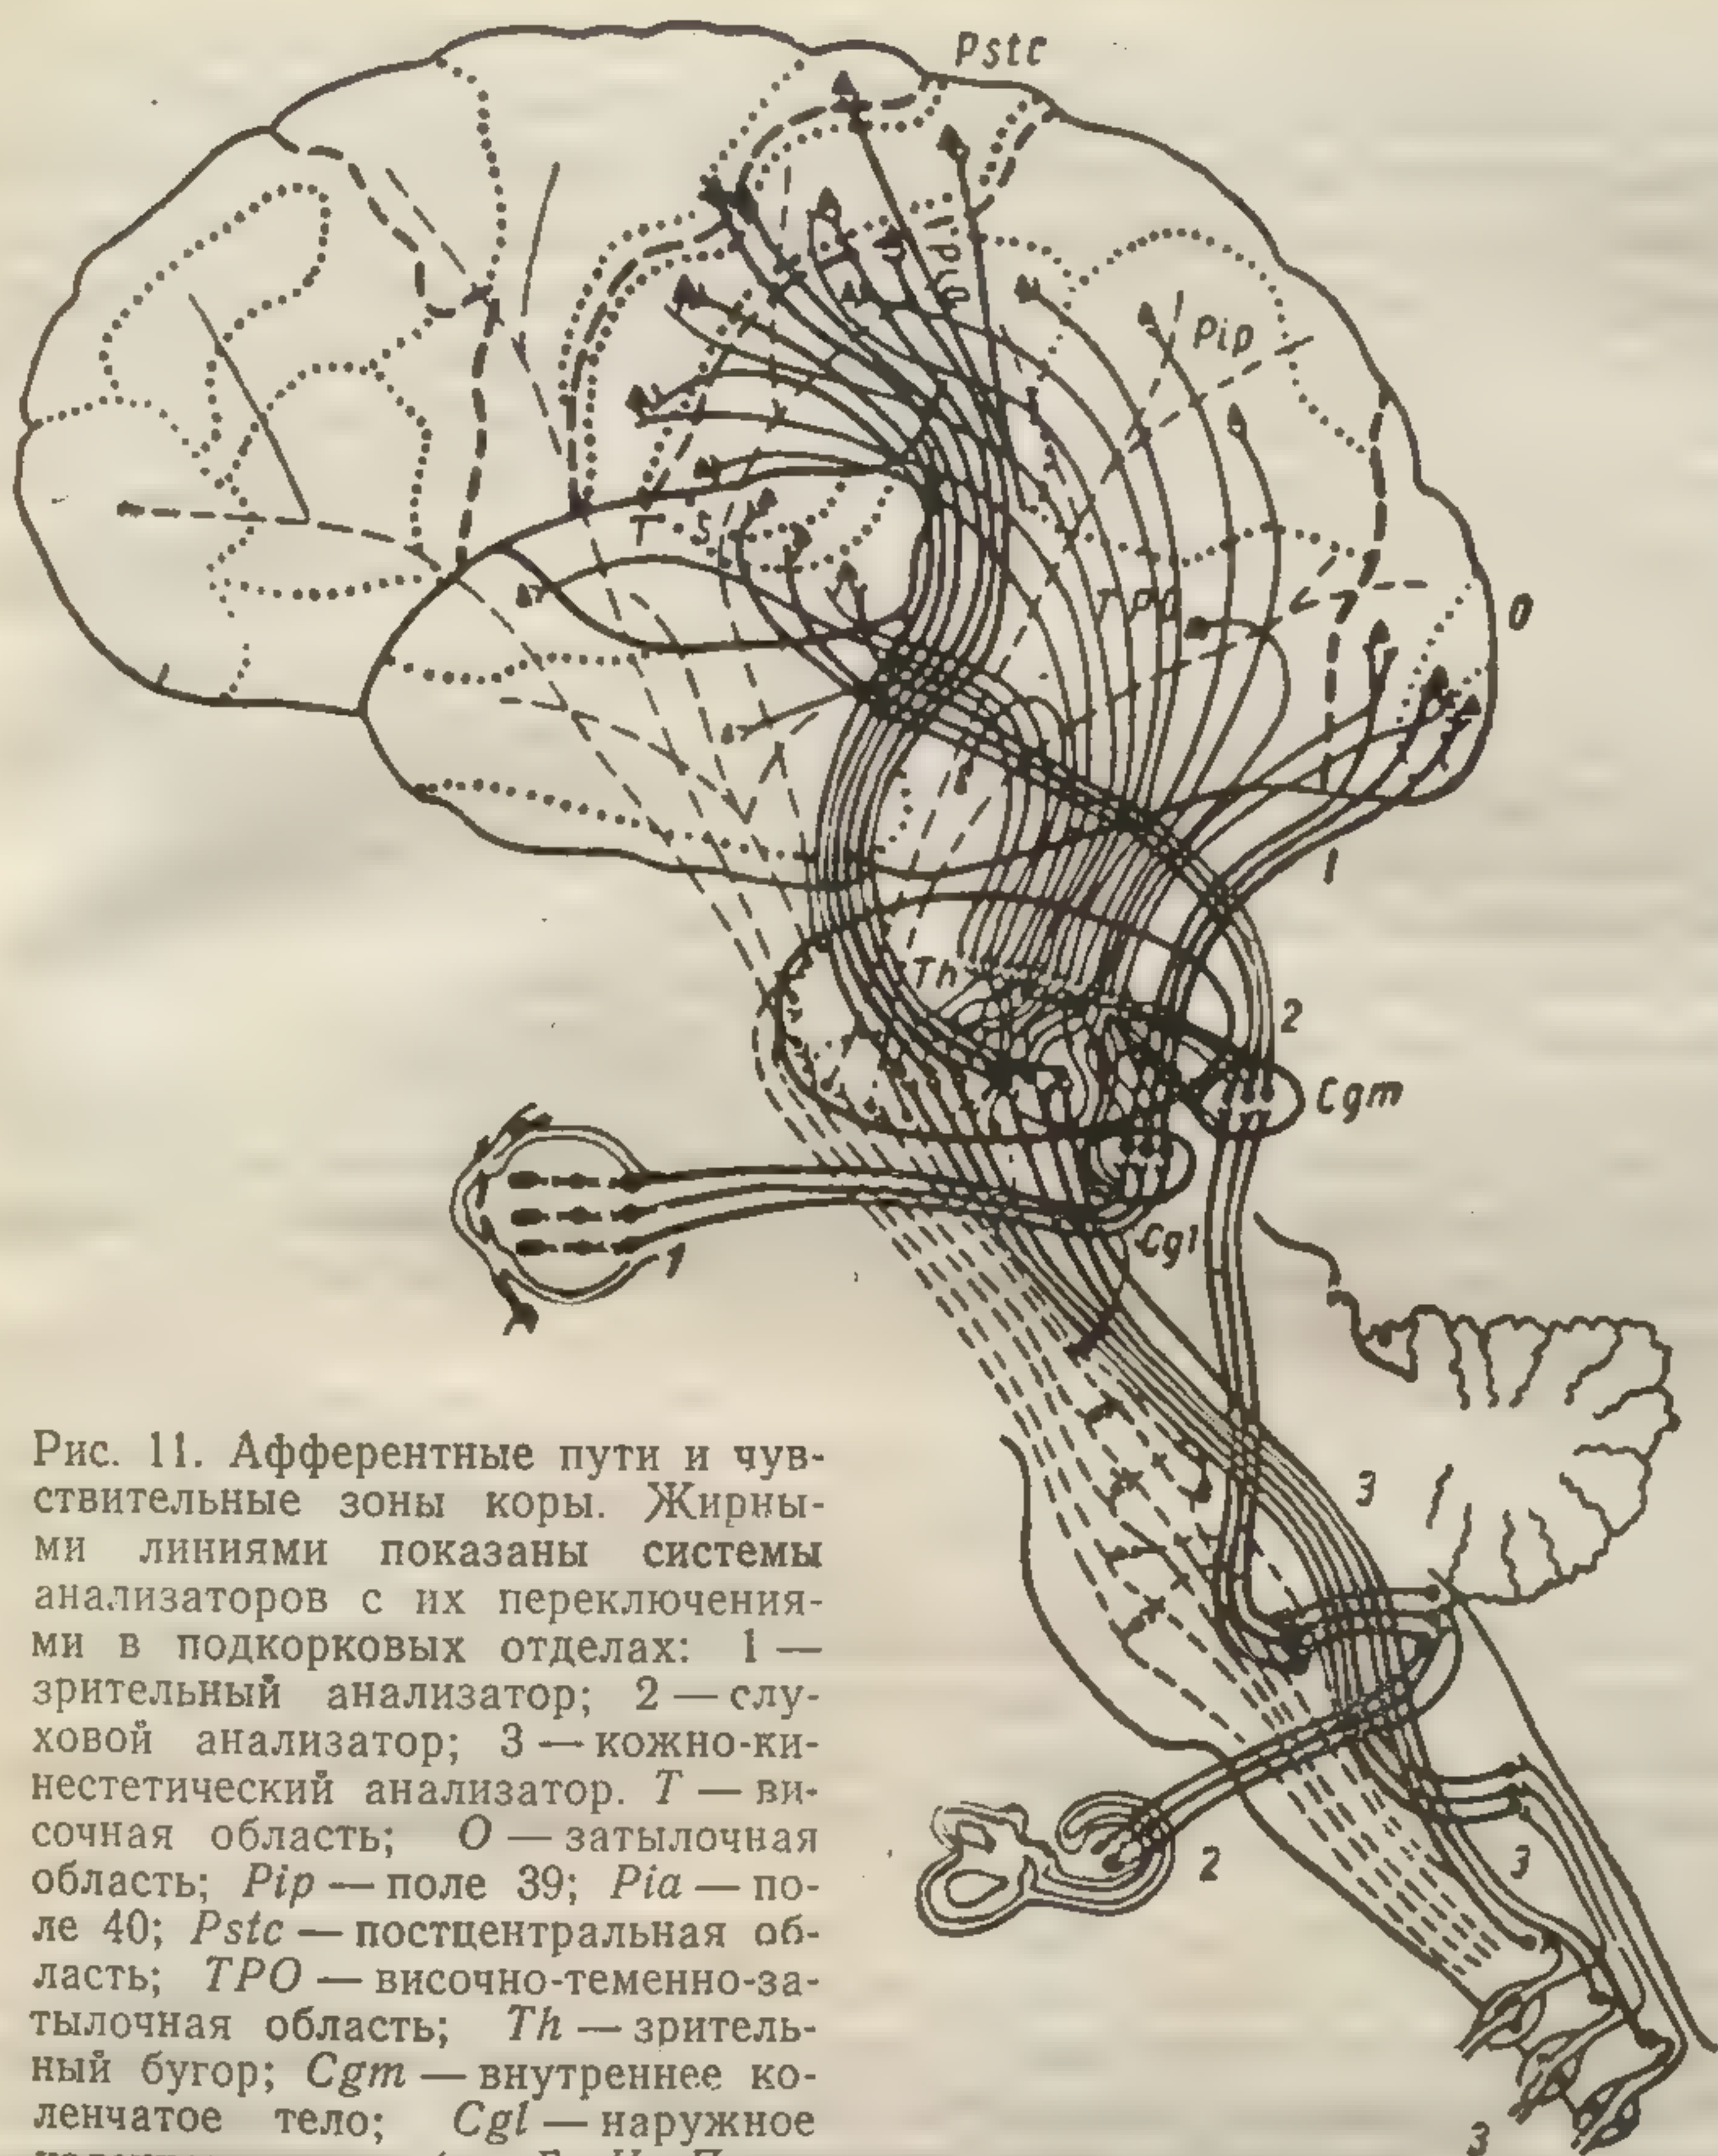 Pstc
Pia
Pip
T.S
TPO
O
1
Th
2
Cgm
Cgl
1
3
2
3
3
Рис. 11. Афферентные пути и чув-
ствительные зоны коры. Жирны-
ми линиями показаны системы
анализаторов с их переключения-
ми в подкорковых отделах: 1 —
зрительный анализатор; 2 — слу-
ховой анализатор; 3 — кожно-ки-
нестетический анализатор. T — ви-
сочная область; O — затылочная
область; Pip — поле 39; Pia — по-
ле 40; Pstc — постцентральная об-
ласть; TPO — височно-теменно-за-
тылочная область; Th — зритель-
ный бугор; Cgm — внутреннее ко-
ленчатое тело; Cgl — наружное